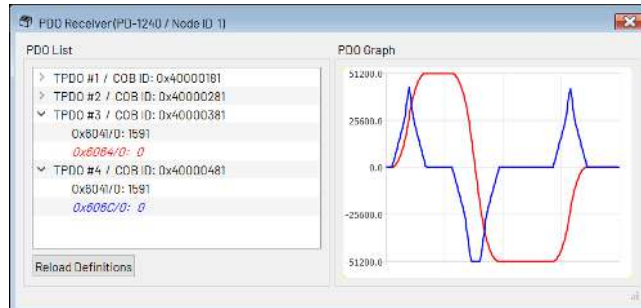 PDO Receiver (PD-1240 / Node ID 1)
PDO List
TPDO #1 / COB ID: 0x40000181
TPDO #2 / COB ID: 0x40000281
TPDO #3 / COB ID: 0x40000381
0x6041/0: 1591
0x6064/0: 0
TPDO #4 / COB ID: 0x40000481
0x6041/0: 1591
0x606C/0: 0
Reload Definitions
PDO Graph
51200.0
25600.0
0.0
-25600.0
51200.0